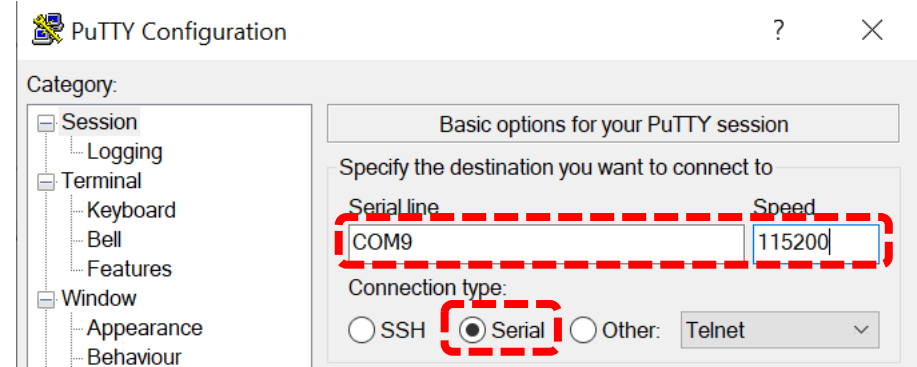 PuTTY Configuration ? ×
Category:
Session
Logging
Terminal
Keyboard
Bell
Features
Window
Appearance
Behaviour
Basic options for your PuTTY session
Specify the destination you want to connect to
Serial line Speed
COM9 115200
Connection type:
SSH Serial Other: Telnet